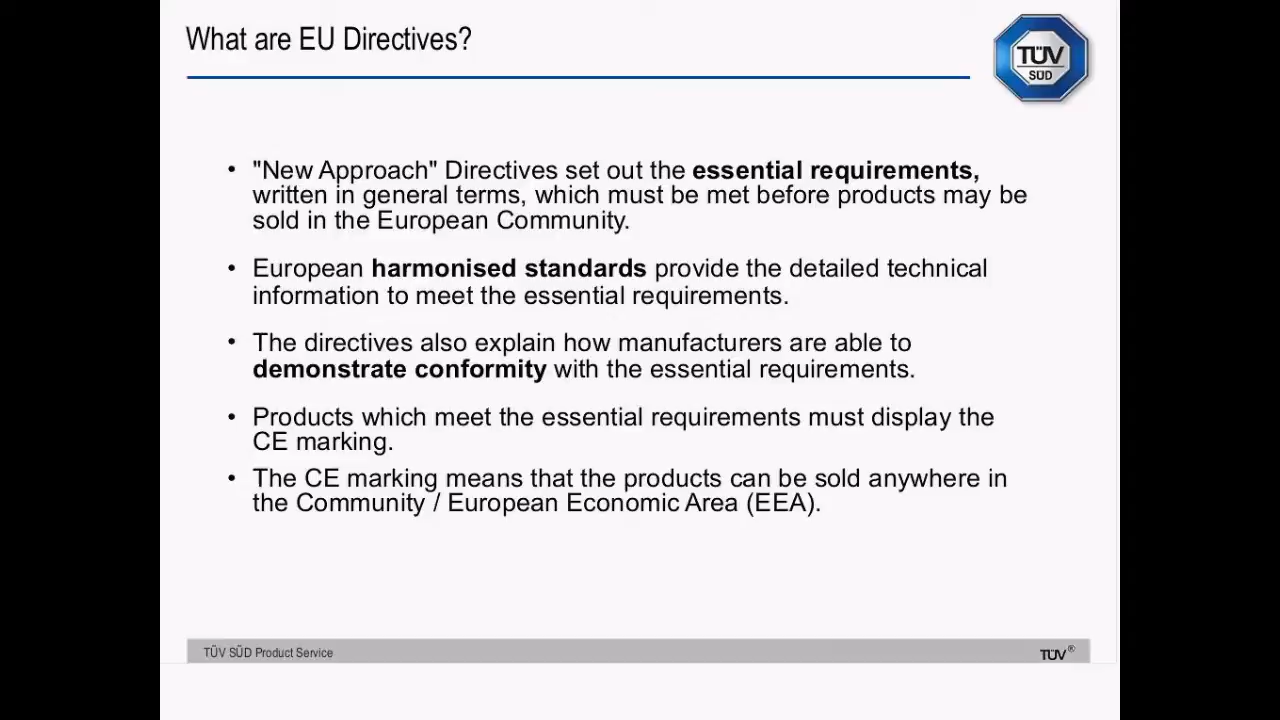 What are EU Directives?
TÜV
SÜD
• "New Approach" Directives set out the essential requirements,
written in general terms, which must be met before products may be
sold in the European Community.
• European harmonised standards provide the detailed technical
information to meet the essential requirements.
• The directives also explain how manufacturers are able to
demonstrate conformity with the essential requirements.
• Products which meet the essential requirements must display the
CE marking.
• The CE marking means that the products can be sold anywhere in
the Community / European Economic Area (EEA).
TÜV SÜD Product Service
TÜV®